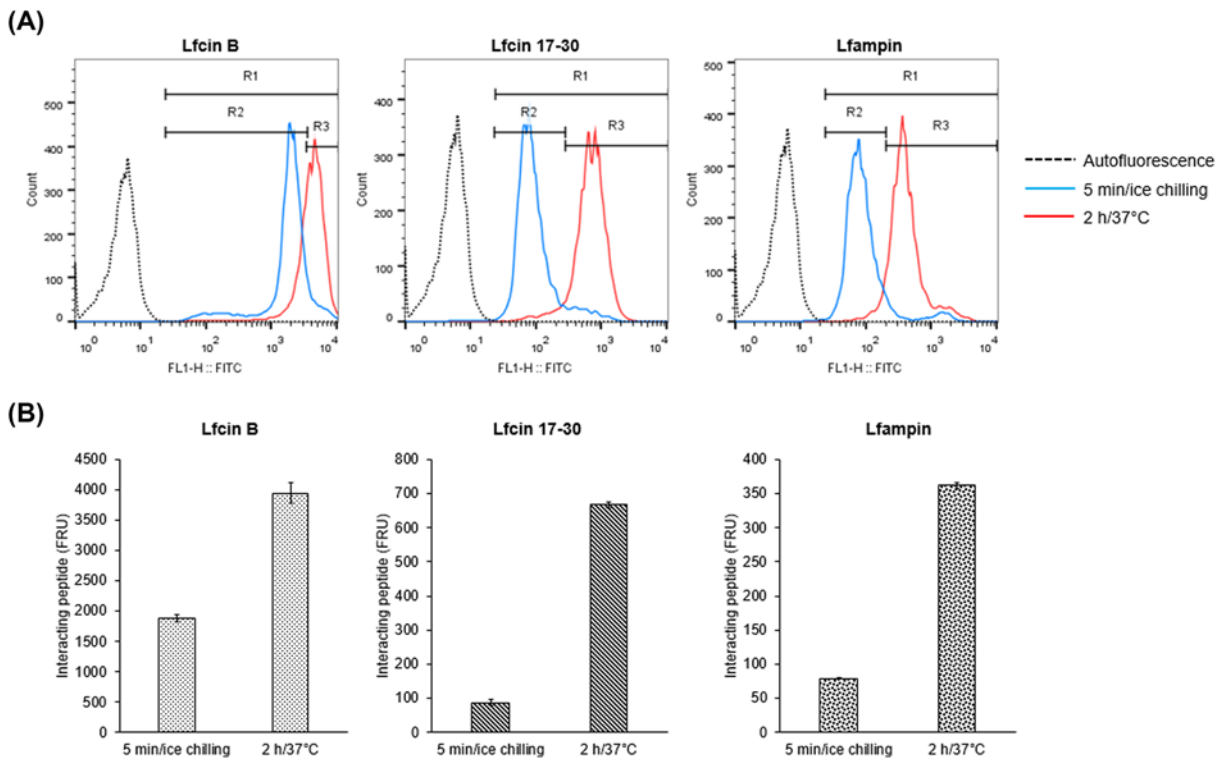 (A)
Lfcin B
Lfcin 17-30
Lfampin
R1
R2
R3
500
400
300
200
100
0
Count
10^0 10^1 10^2 10^3 10^4
FL1-H :: FITC
R1
R2
R3
400
300
200
100
0
Count
10^0 10^1 10^2 10^3 10^4
FL1-H :: FITC
R1
R2
R3
500
400
300
200
100
0
Count
10^0 10^1 10^2 10^3 10^4
FL1-H :: FITC
Autofluorescence
5 min/ice chilling
2 h/37°C
(B)
Lfcin B
4500
4000
3500
3000
2500
2000
1500
1000
500
0
Interacting peptide (FRU)
5 min/ice chilling 2 h/37°C
Lfcin 17-30
800
700
600
500
400
300
200
100
0
Interacting peptide (FRU)
5 min/ice chilling 2 h/37°C
Lfampin
400
350
300
250
200
150
100
50
0
Interacting peptide (FRU)
5 min/ice chilling 2 h/37°C